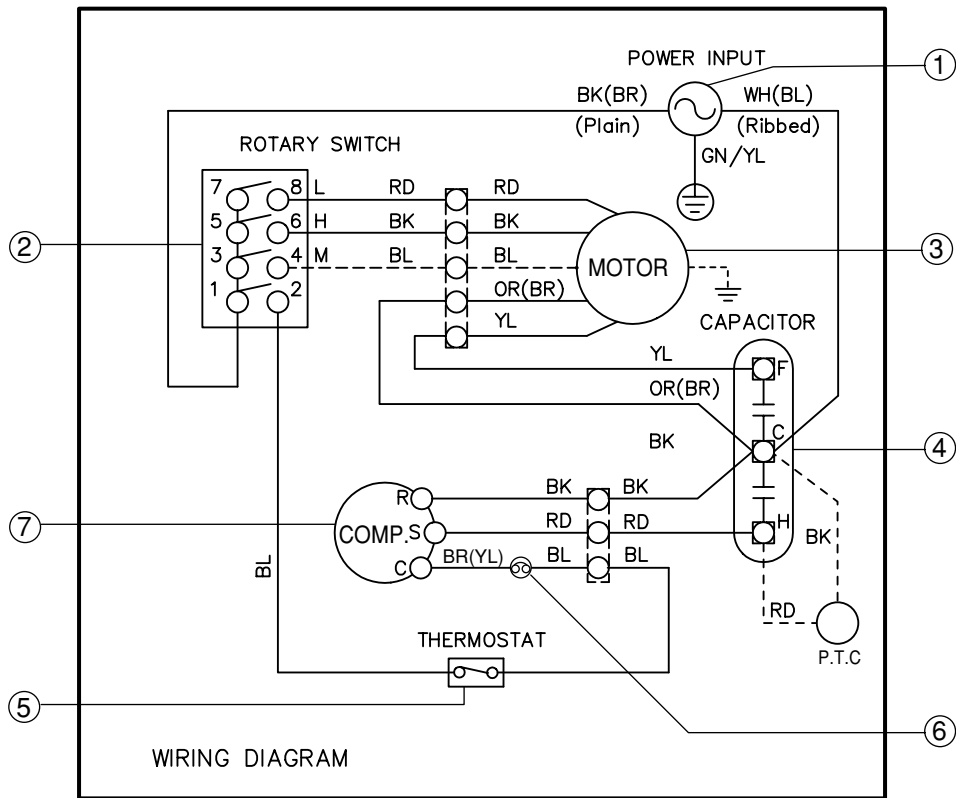 POWER INPUT
1
BK(BR)
WH(BL)
(Plain)
(Ribbed)
GN/YL
ROTARY SWITCH
7 8 L RD RD
5 6 H BK BK
2
3 4 M BL BL
MOTOR
3
1 2
OR(BR)
YL
CAPACITOR
YL
F
OR(BR)
C
BK
4
R BK BK
7
COMP. S RD RD
H
BK
C BR(YL) BL BL
BL
RD
P.T.C
THERMOSTAT
5
6
WIRING DIAGRAM